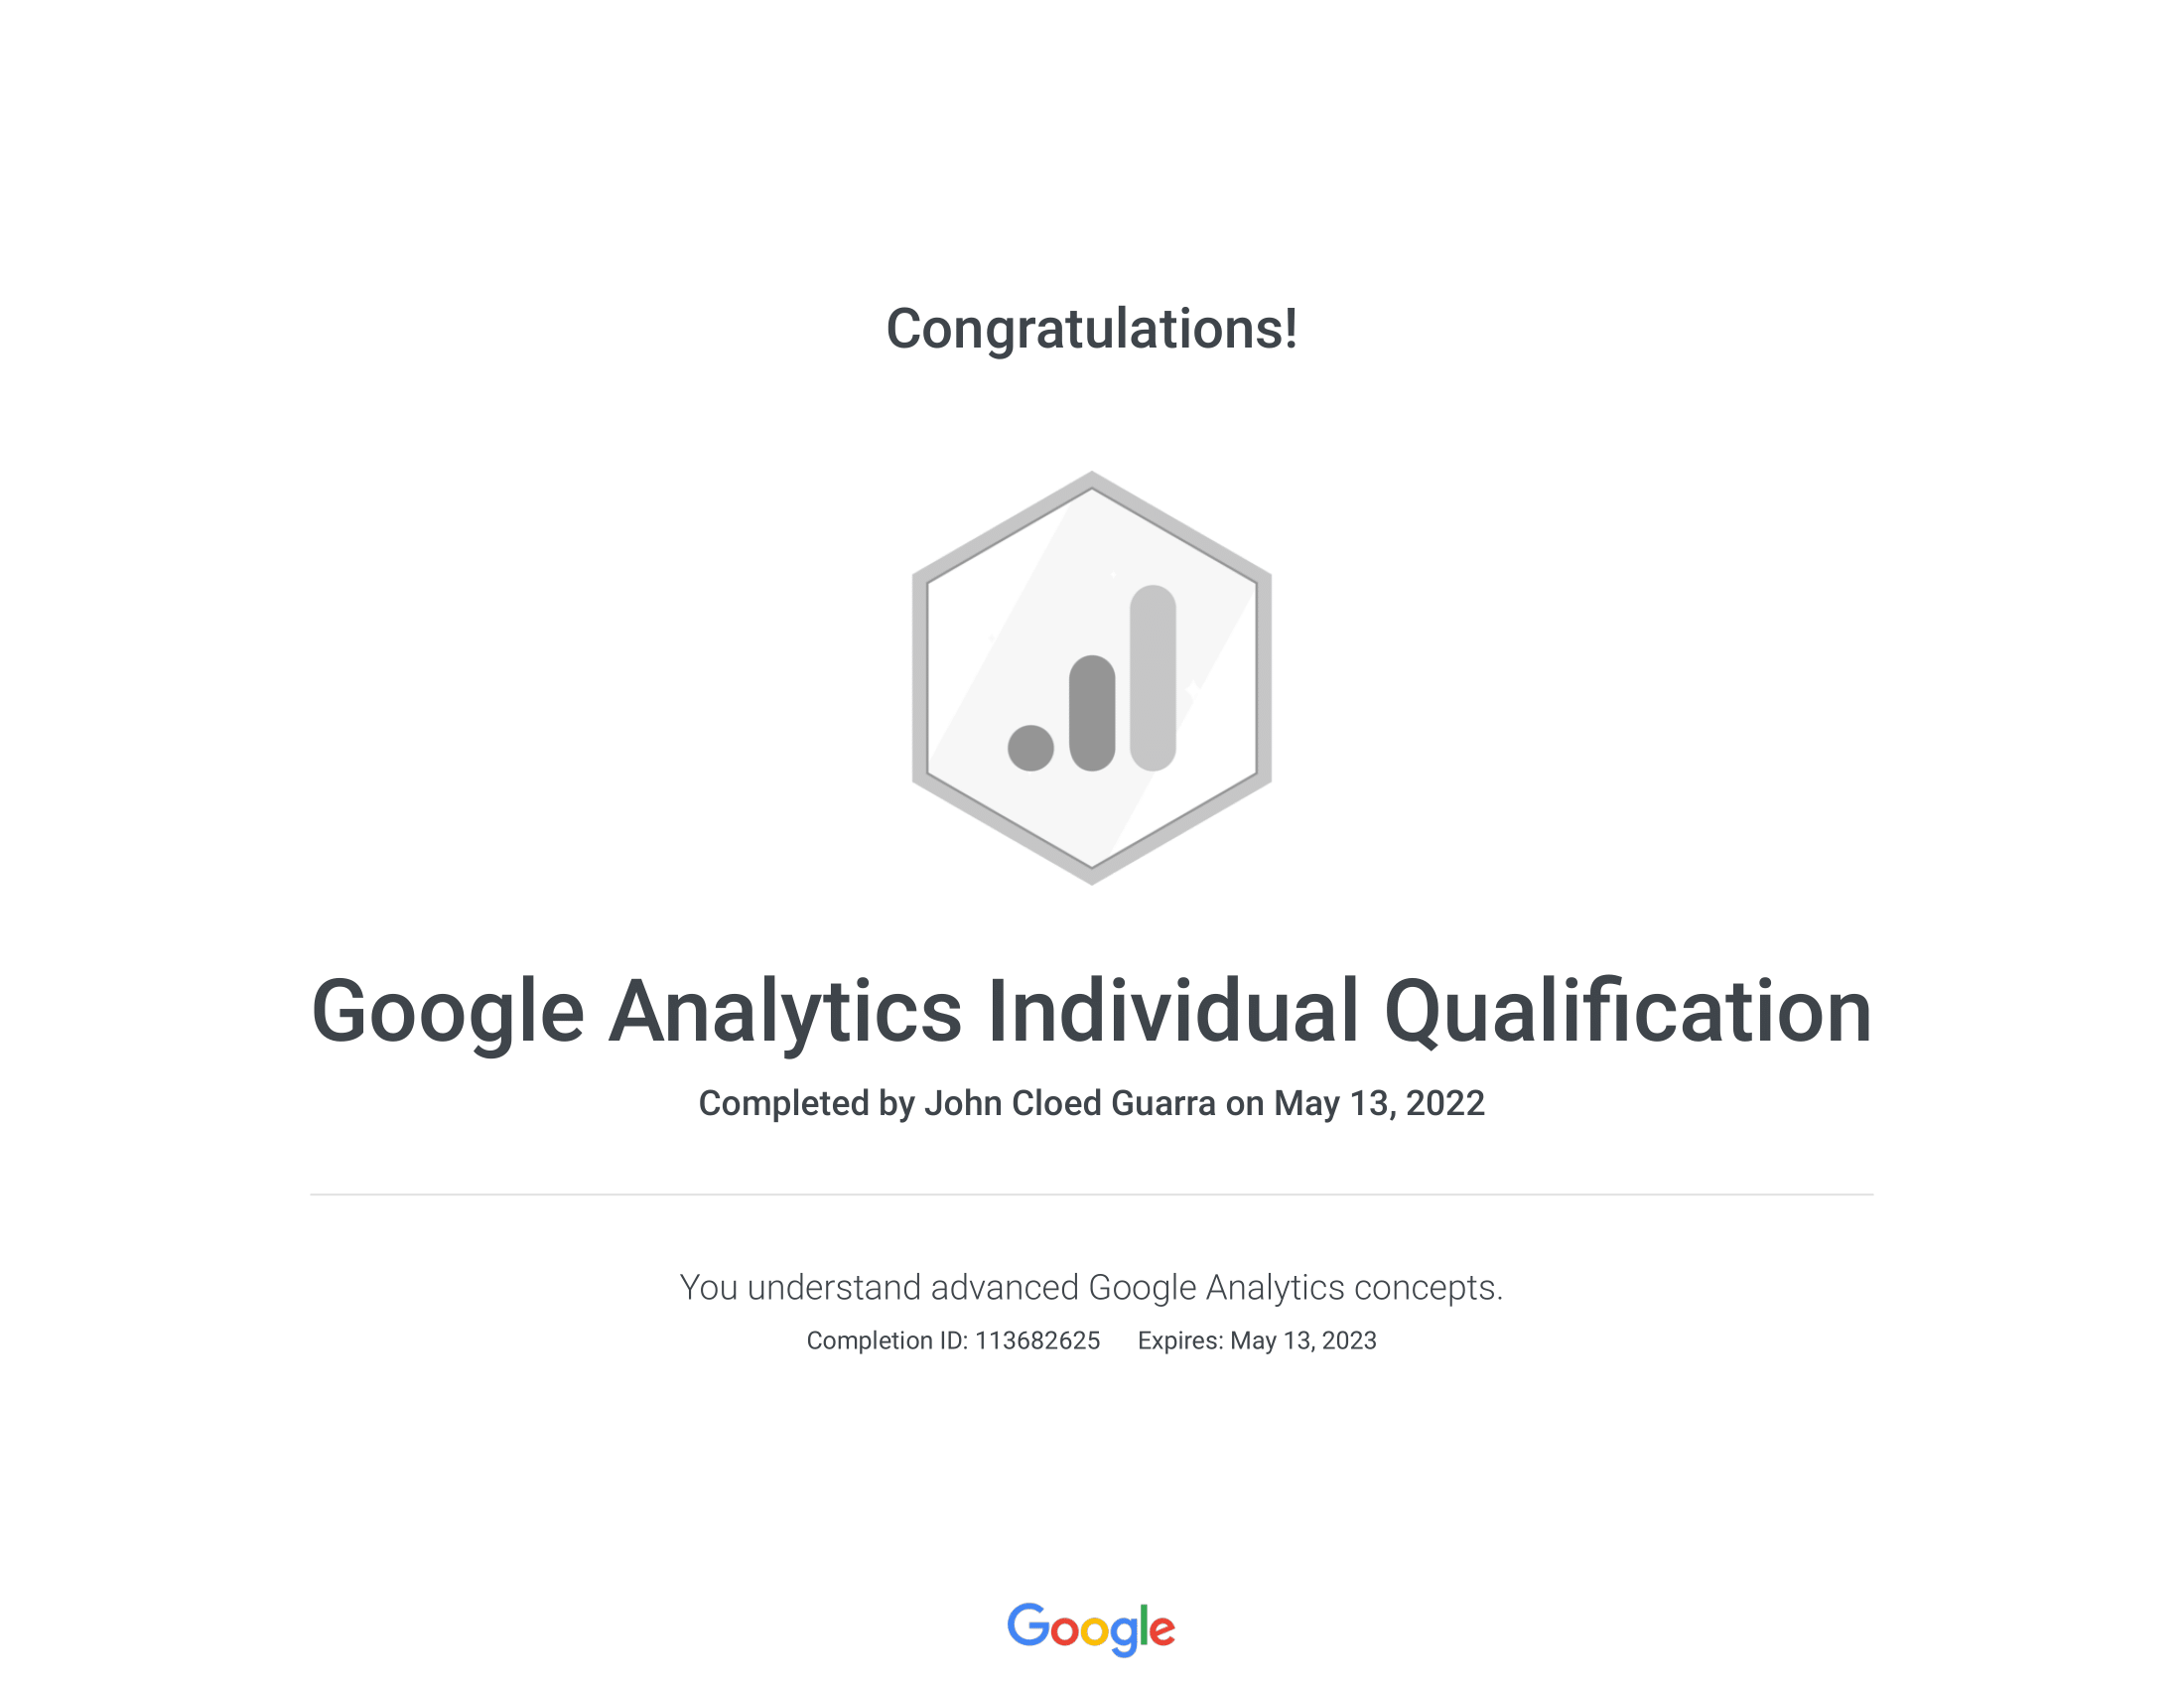 Congratulations!
Google Analytics Individual Qualification
Completed by John Cloed Guarra on May 13, 2022
You understand advanced Google Analytics concepts.
Completion ID: 113682625 Expires: May 13, 2023
Google